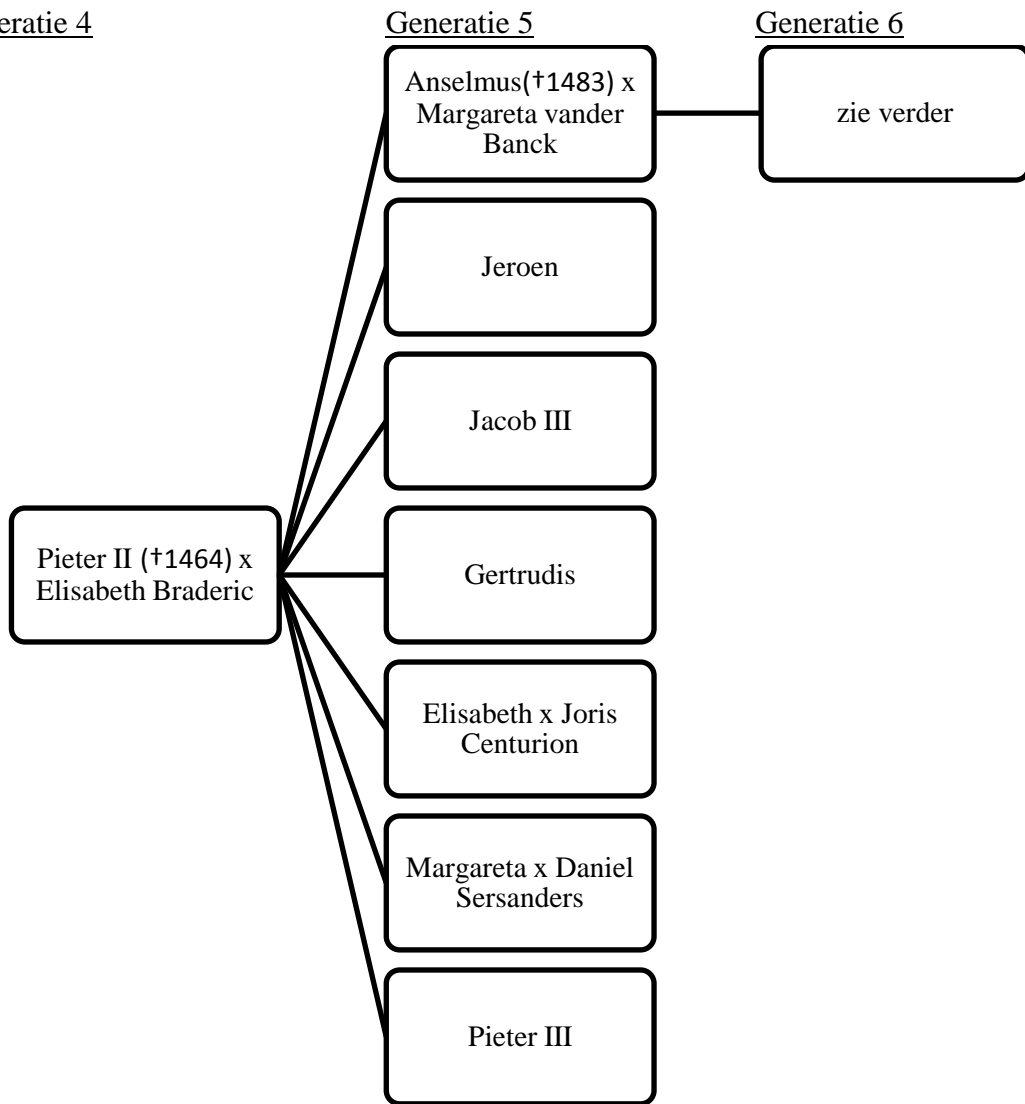 eratie 4
Generatie 5
Generatie 6
Anselmus(†1483) x
Margareta vander
Banck
zie verder
Jeroen
Jacob III
Pieter II (†1464) x
Elisabeth Braderic
Gertrudis
Elisabeth x Joris
Centurion
Margareta x Daniel
Sersanders
Pieter III